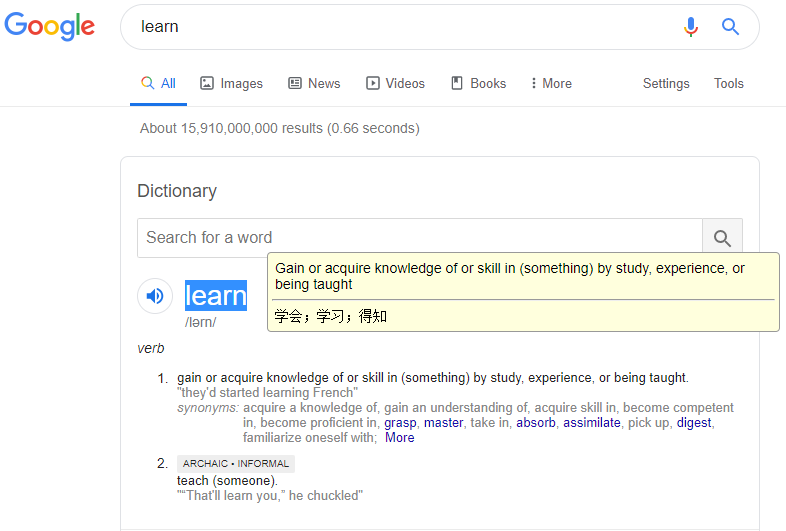 Google
learn
All Images News Videos Books More Settings Tools
About 15,910,000,000 results (0.66 seconds)
Dictionary
Search for a word
Gain or acquire knowledge of or skill in (something) by study, experience, or
being taught
学会；学习；得知
learn
/lərn/
verb
1. gain or acquire knowledge of or skill in (something) by study, experience, or being taught.
"they'd started learning French"
synonyms: acquire a knowledge of, gain an understanding of, acquire skill in, become competent
in, become proficient in, grasp, master, take in, absorb, assimilate, pick up, digest,
familiarize oneself with; More
2. ARCHAIC • INFORMAL
teach (someone).
"“That'll learn you,” he chuckled"